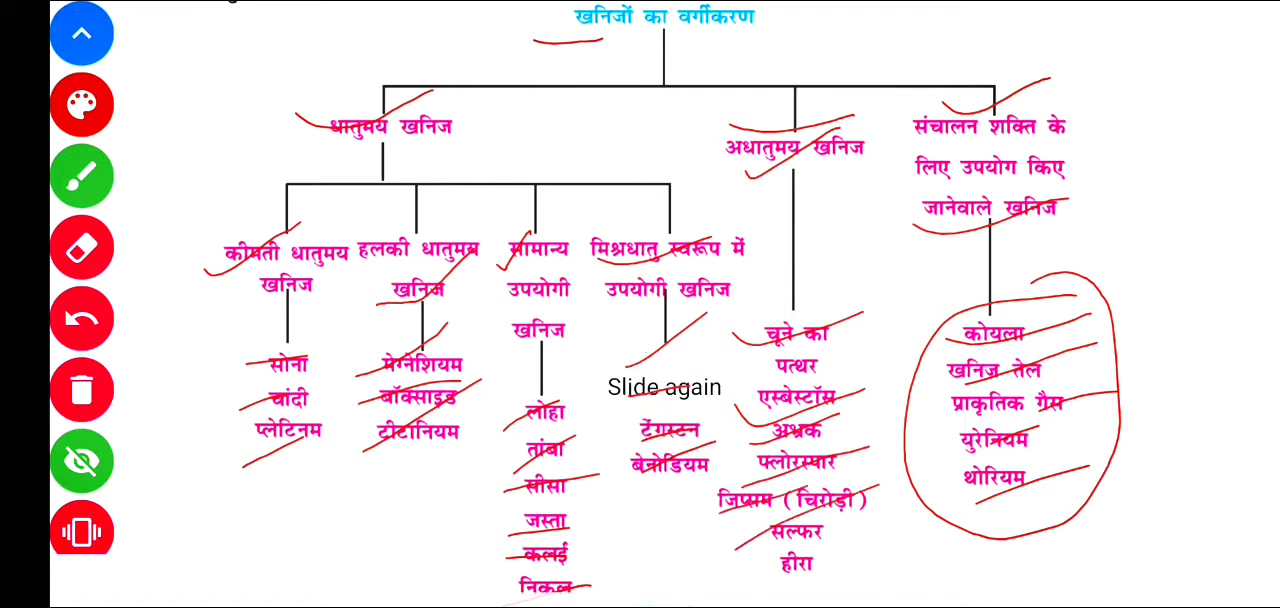 खनिजों का वर्गीकरण
धातुमय खनिज
अधातुमय खनिज
संचालन शक्ति के
लिए उपयोग किए
जानेवाले खनिज
कीमती धातुमय
खनिज
हलकी धातुमय
खनिज
सामान्य
उपयोगी
खनिज
मिश्रधातु स्वरूप में
उपयोगी खनिज
सोना
चांदी
प्लेटिनम
मेग्नेशियम
बॉक्साइड
टीटानियम
लोहा
तांबा
सीसा
जस्ता
कलई
निकल
Slide again
टेंगस्टन
बेनोडियम
चूने का
पत्थर
एस्बेस्टॉस
अभ्रक
फ्लोरस्पार
जिप्सम (चिरोड़ी)
सल्फर
हीरा
कोयला
खनिज तेल
प्राकृतिक गैस
युरेनियम
थोरियम